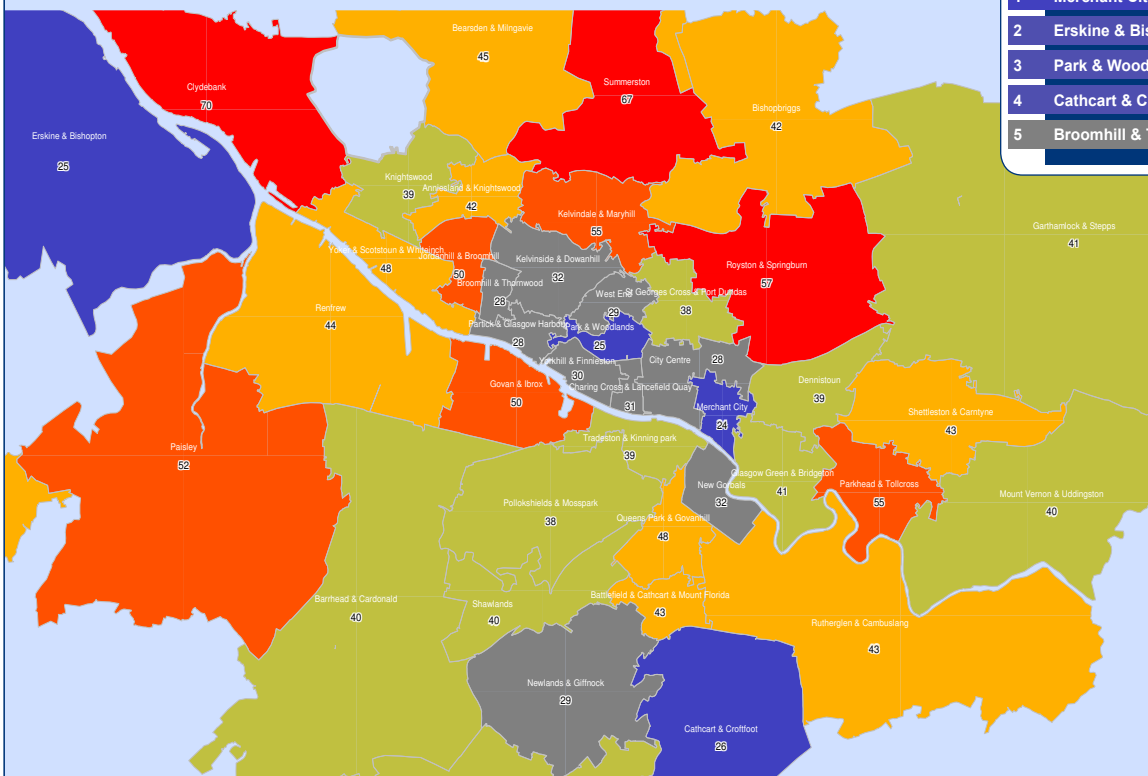 1 Merchant Cit
2 Erskine & Bis
3 Park & Wood
4 Cathcart & C
5 Broomhill & T
Bearsden & Milngavie
45
Clydebank
70
Summerston
67
Bishopbriggs
42
Erskine & Bishopton
25
Knightswood
39
Anniesland & Knightswood
42
Kelvindale & Maryhill
55
Garthamlock & Stepps
41
Yoker & Scotstoun & Whiteinch
48
Jordanhill & Broomhill
50
Kelvinside & Dowanhill
32
Royston & Springburn
57
Broomhill & Thornwood
28
West End
29
St Georges Cross & Port Dundas
38
Renfrew
44
Partick & Glasgow Harbour
28
Park & Woodlands
25
Yorkhill & Finnieston
30
City Centre
28
Govan & Ibrox
50
Charing Cross & Lancefield Quay
31
Dennistoun
39
Merchant City
24
Shettleston & Carntyne
43
Tradeston & Kinning park
39
Paisley
52
Glasgow Green & Bridgeton
41
New Gorbals
32
Parkhead & Tollcross
55
Mount Vernon & Uddingston
40
Pollokshields & Mosspark
38
Queens Park & Govanhill
48
Barrhead & Cardonald
40
Shawlands
40
Battlefield & Cathcart & Mount Florida
43
Rutherglen & Cambuslang
43
Newlands & Giffnock
29
Cathcart & Croftfoot
26